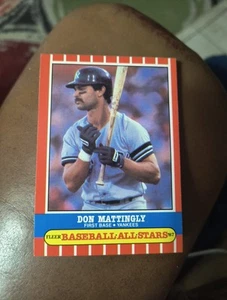 DON MATTINGLY
FIRST BASE • YANKEES
FLEER BASEBALL ALL STARS 87